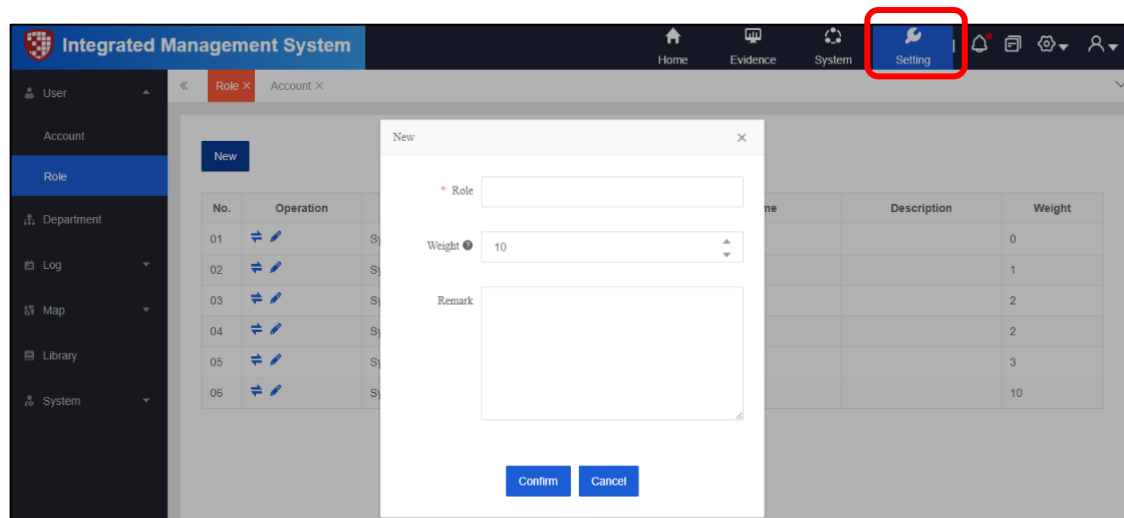 Integrated Management System
Home
Evidence
System
Setting
User
Role ×
Account ×
Account
Role
Department
Log
Map
Library
System
New
New
* Role
Weight
10
Remark
Confirm
Cancel
No. Operation Description Weight
01 0
02 1
03 2
04 2
05 3
06 10